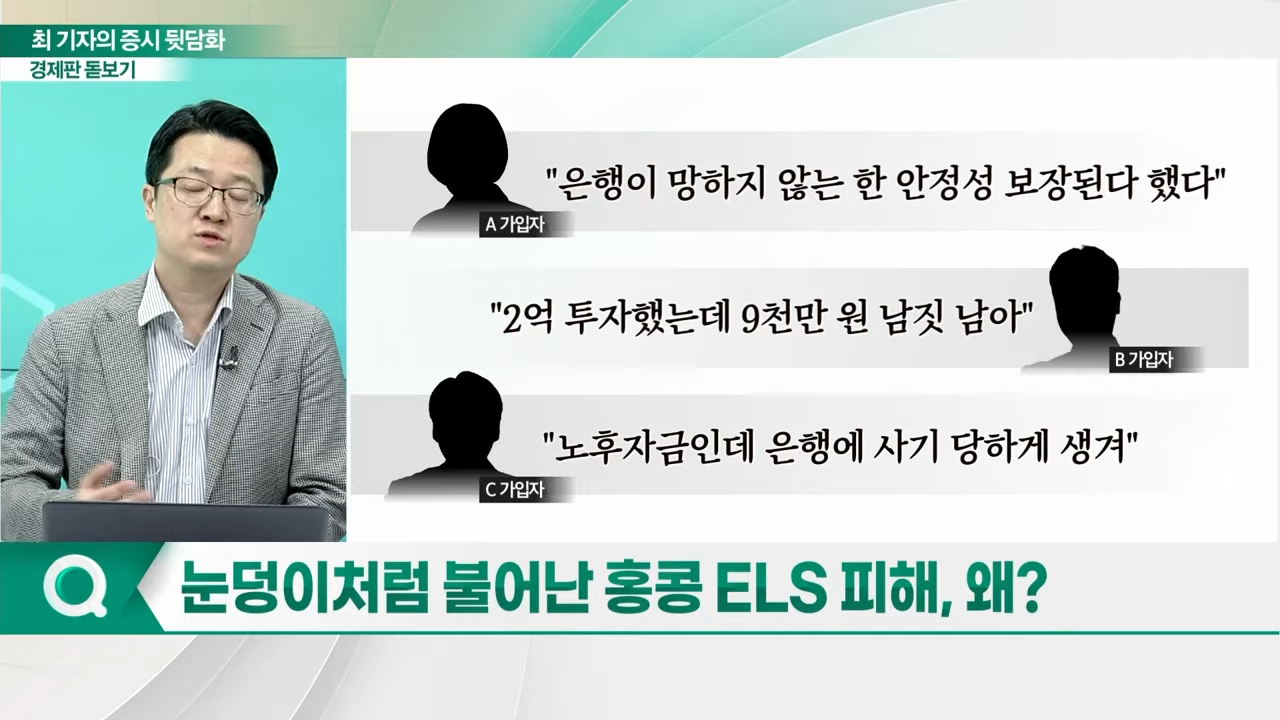 최 기자의 증시 뒷담화
경제판 돋보기
"은행이 망하지 않는 한 안정성 보장된다 했다"
A 가입자
"2억 투자했는데 9천만 원 남짓 남아"
B 가입자
"노후자금인데 은행에 사기 당하게 생겨"
C 가입자
눈덩이처럼 불어난 홍콩 ELS 피해, 왜?